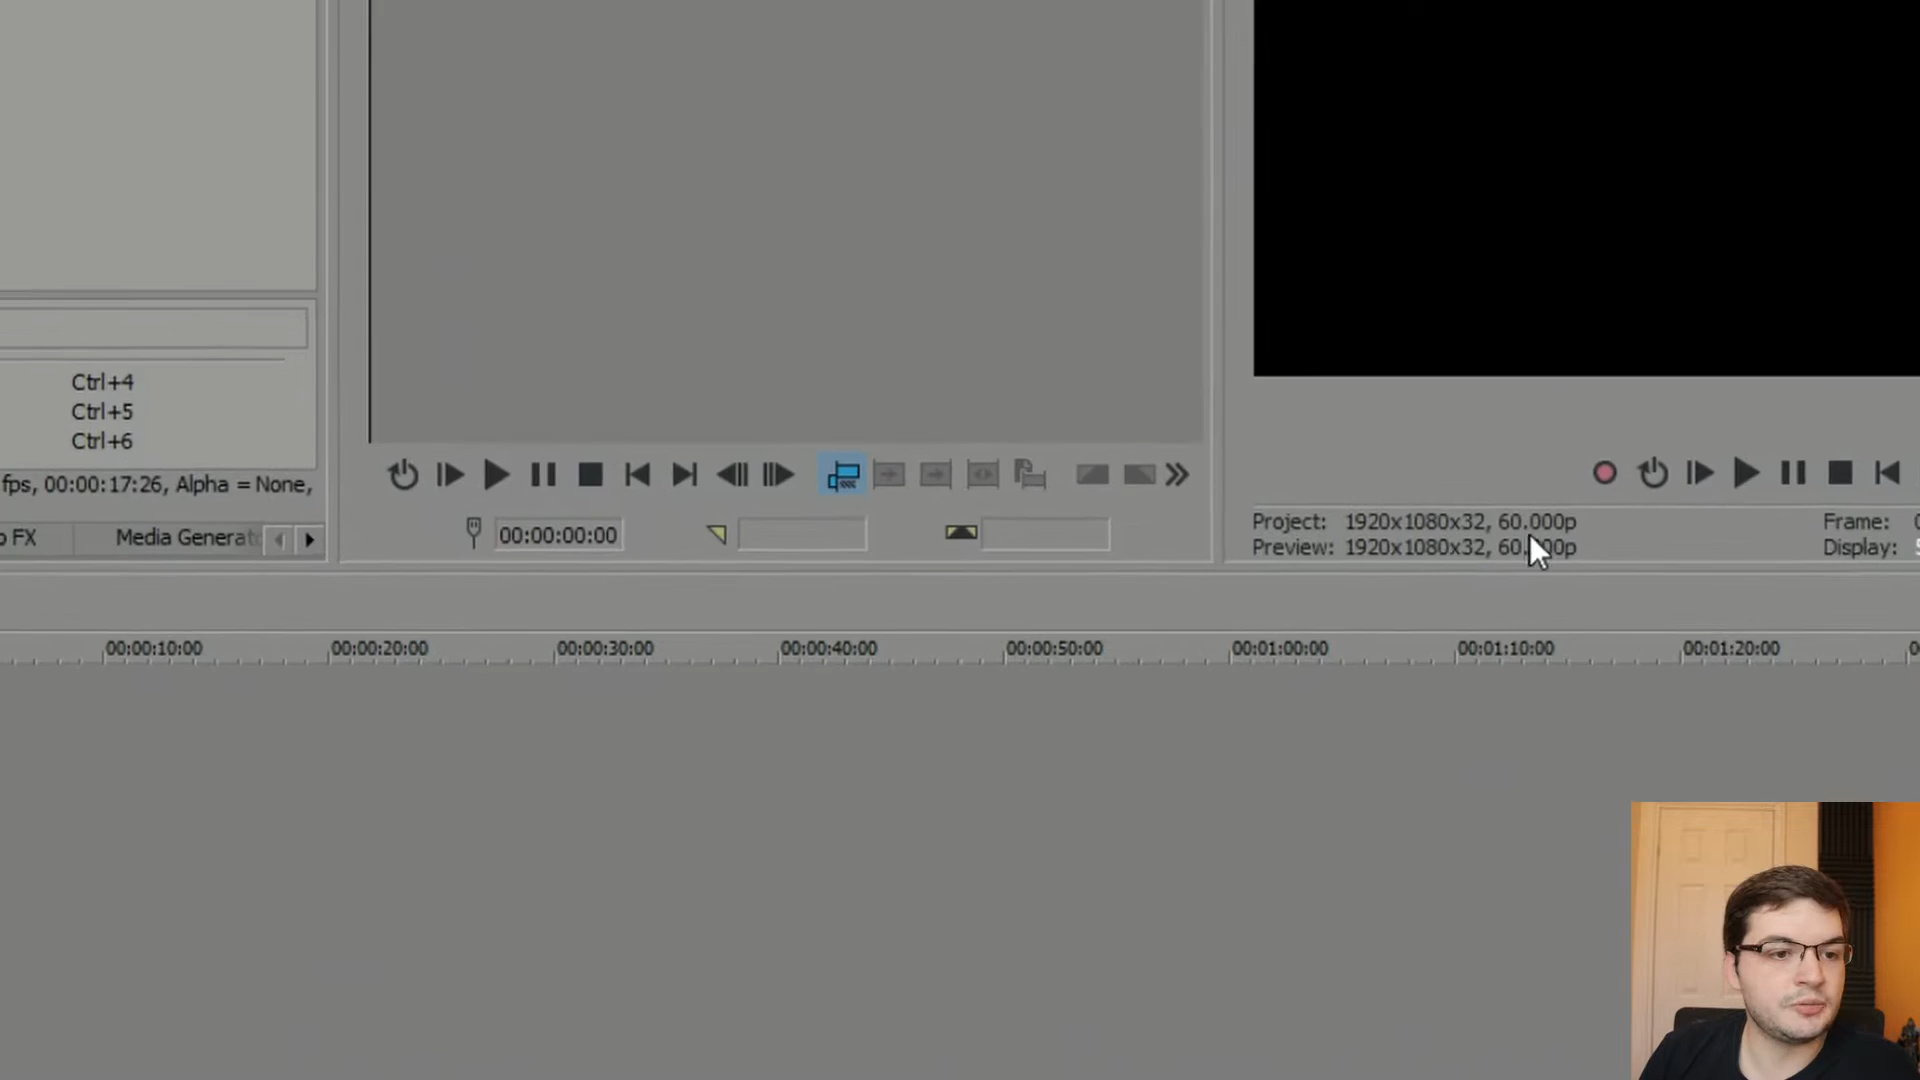 Ctrl+4
Ctrl+5
Ctrl+6
fps, 00:00:17:26, Alpha = None,
FX
Media Generat
00:00:00:00
Project: 1920x1080x32, 60.000p
Frame:
Preview: 1920x1080x32,
Display:
00:00:10:00 00:00:20:00 00:00:30:00 00:00:40:00 00:00:50:00 00:01:00:00 00:01:10:00 00:01:20:00